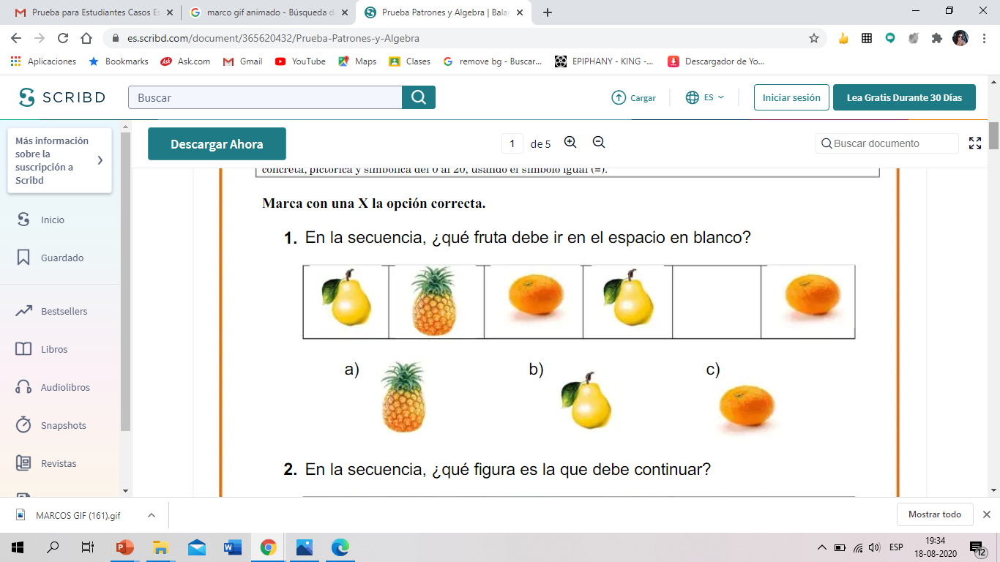 Prueba para Estudiantes Casos Es
marco gif animado - Búsqueda d
Prueba Patrones y Algebra | Bala
es.scribd.com/document/365620432/Prueba-Patrones-y-Algebra
Aplicaciones
Bookmarks
Ask
Ask.com
Gmail
YouTube
Maps
Clases
remove bg - Buscar...
EPIPHANY - KING -...
Descargador de Yo...
SCRIBD
Buscar
Cargar
ES
Iniciar sesión
Lea Gratis Durante 30 Días
Más información
sobre la
suscripción a
Scribd
Inicio
Guardado
Bestsellers
Libros
Audiolibros
Snapshots
Revistas
Descargar Ahora
1 de 5
Buscar documento
concreta, pictórica y simbólica del 0 al 20, usando el símbolo igual (=).
Marca con una X la opción correcta.
1. En la secuencia, ¿qué fruta debe ir en el espacio en blanco?
a) b) c)
2. En la secuencia, ¿qué figura es la que debe continuar?
MARCOS GIF (161).gif
Mostrar todo
ESP
19:34
18-08-2020
12